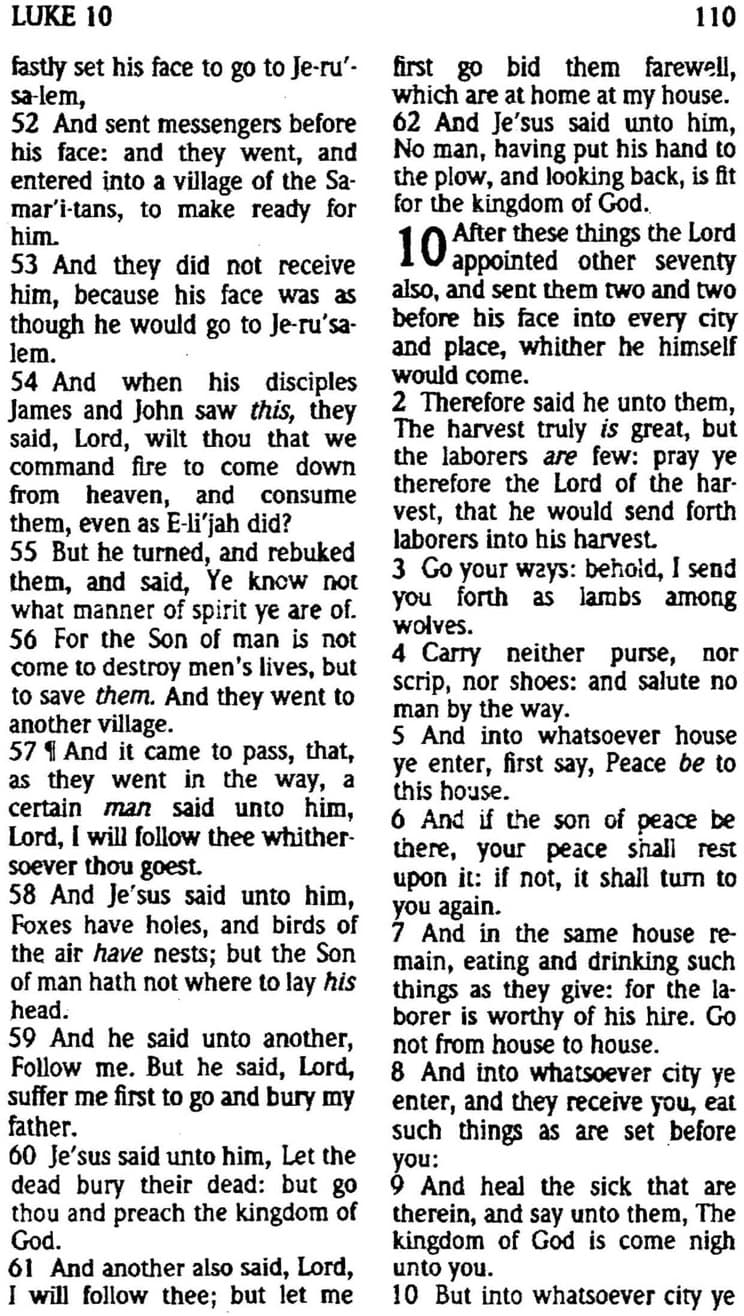 LUKE 10
110
fastly set his face to go to Je-ru'-
sa-lem,
52 And sent messengers before
his face: and they went, and
entered into a village of the Sa-
mar'i-tans, to make ready for
him.
53 And they did not receive
him, because his face was as
though he would go to Je-ru'sa-
lem.
54 And when his disciples
James and John saw this, they
said, Lord, wilt thou that we
command fire to come down
from heaven, and consume
them, even as E-li'jah did?
55 But he turned, and rebuked
them, and said, Ye know not
what manner of spirit ye are of.
56 For the Son of man is not
come to destroy men's lives, but
to save them. And they went to
another village.
57 ¶ And it came to pass, that,
as they went in the way, a
certain man said unto him,
Lord, I will follow thee whither-
soever thou goest.
58 And Je'sus said unto him,
Foxes have holes, and birds of
the air have nests; but the Son
of man hath not where to lay his
head.
59 And he said unto another,
Follow me. But he said, Lord,
suffer me first to go and bury my
father.
60 Je'sus said unto him, Let the
dead bury their dead: but go
thou and preach the kingdom of
God.
61 And another also said, Lord,
I will follow thee; but let me
first go bid them farewell,
which are at home at my house.
62 And Je'sus said unto him,
No man, having put his hand to
the plow, and looking back, is fit
for the kingdom of God.
10 After these things the Lord
appointed other seventy
also, and sent them two and two
before his face into every city
and place, whither he himself
would come.
2 Therefore said he unto them,
The harvest truly is great, but
the laborers are few: pray ye
therefore the Lord of the har-
vest, that he would send forth
laborers into his harvest.
3 Go your ways: behold, I send
you forth as lambs among
wolves.
4 Carry neither purse, nor
scrip, nor shoes: and salute no
man by the way.
5 And into whatsoever house
ye enter, first say, Peace be to
this house.
6 And if the son of peace be
there, your peace shall rest
upon it: if not, it shall turn to
you again.
7 And in the same house re-
main, eating and drinking such
things as they give: for the la-
borer is worthy of his hire. Go
not from house to house.
8 And into whatsoever city ye
enter, and they receive you, eat
such things as are set before
you:
9 And heal the sick that are
therein, and say unto them, The
kingdom of God is come nigh
unto you.
10 But into whatsoever city ye